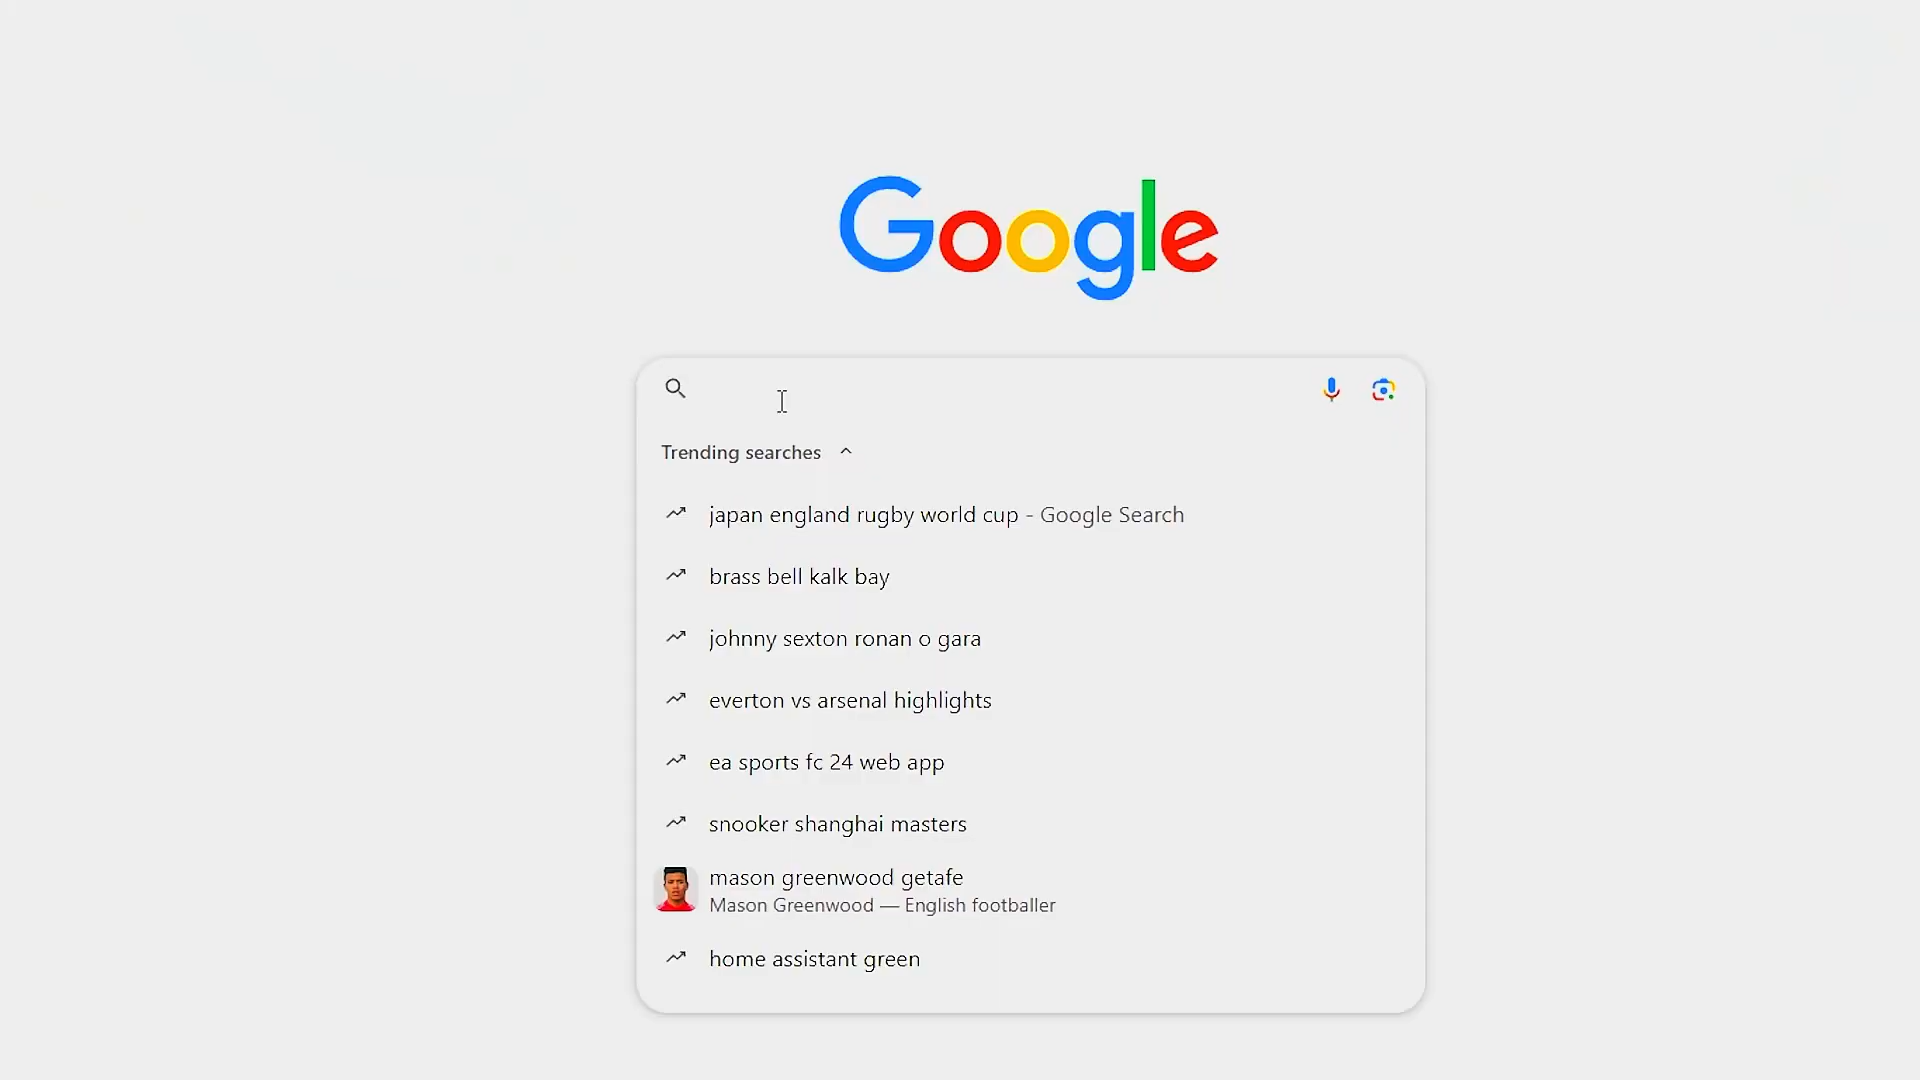 Google
Trending searches
japan england rugby world cup - Google Search
brass bell kalk bay
johnny sexton ronan o gara
everton vs arsenal highlights
ea sports fc 24 web app
snooker shanghai masters
mason greenwood getafe
Mason Greenwood — English footballer
home assistant green